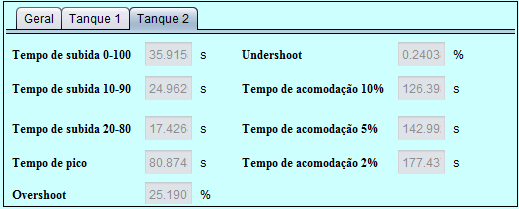 Geral Tanque 1 Tanque 2
Tempo de subida 0-100 35.915 s Undershoot 0.2403 %
Tempo de subida 10-90 24.962 s Tempo de acomodação 10% 126.39 s
Tempo de subida 20-80 17.426 s Tempo de acomodação 5% 142.99 s
Tempo de pico 80.874 s Tempo de acomodação 2% 177.43 s
Overshoot 25.190 %